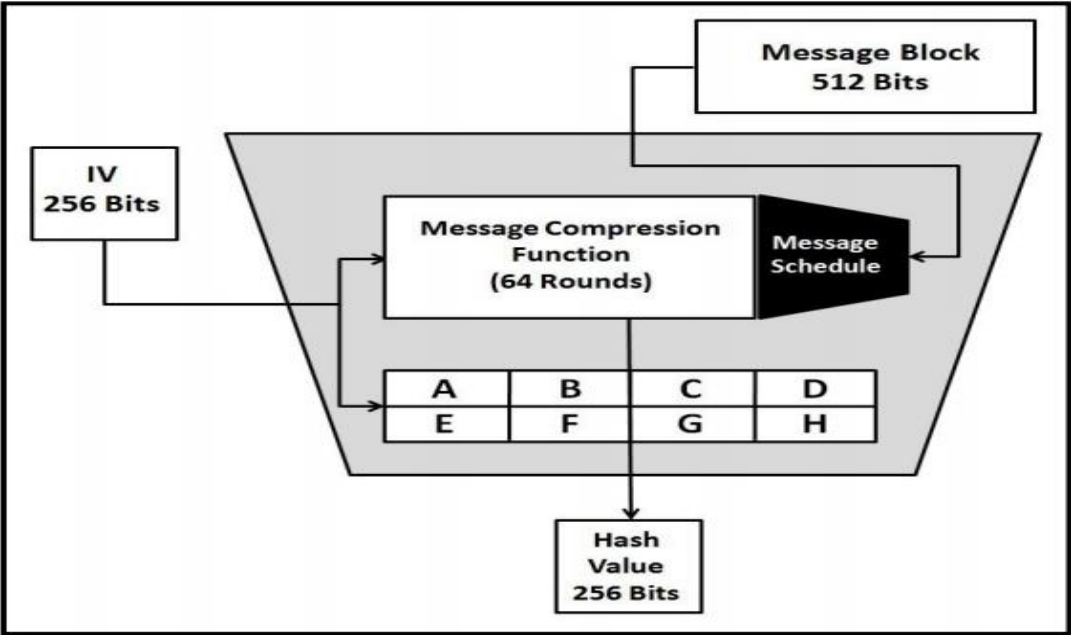 Message Block
512 Bits
IV
256 Bits
Message Compression
Function
(64 Rounds)
Message
Schedule
A B C D
E F G H
Hash
Value
256 Bits